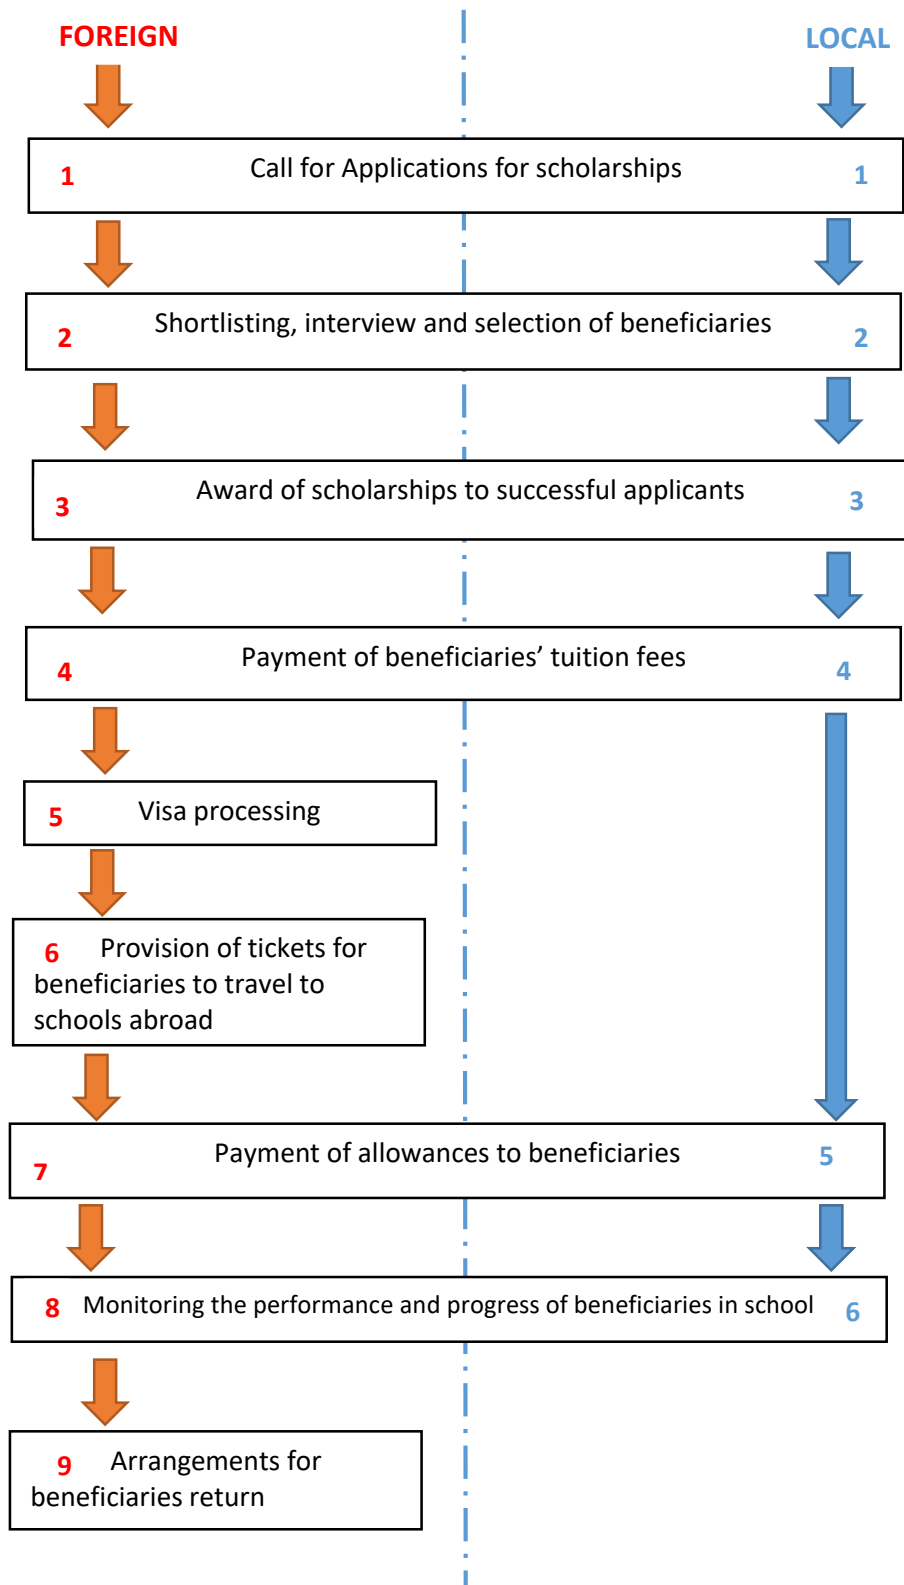 FOREIGN LOCAL
1 Call for Applications for scholarships 1
2 Shortlisting, interview and selection of beneficiaries 2
3 Award of scholarships to successful applicants 3
4 Payment of beneficiaries’ tuition fees 4
5 Visa processing
6 Provision of tickets for
beneficiaries to travel to
schools abroad
7 Payment of allowances to beneficiaries 5
8 Monitoring the performance and progress of beneficiaries in school 6
9 Arrangements for
beneficiaries return